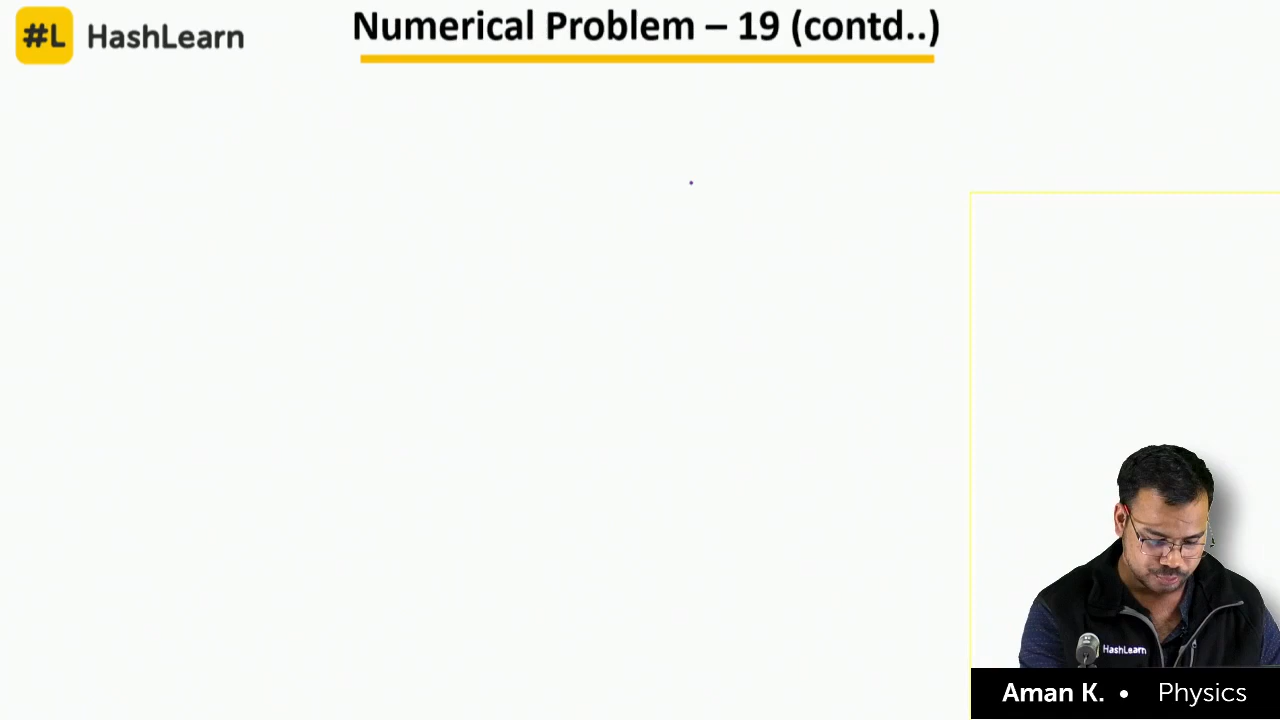 #L HashLearn
Numerical Problem – 19 (contd..)
HashLearn
Aman K. • Physics